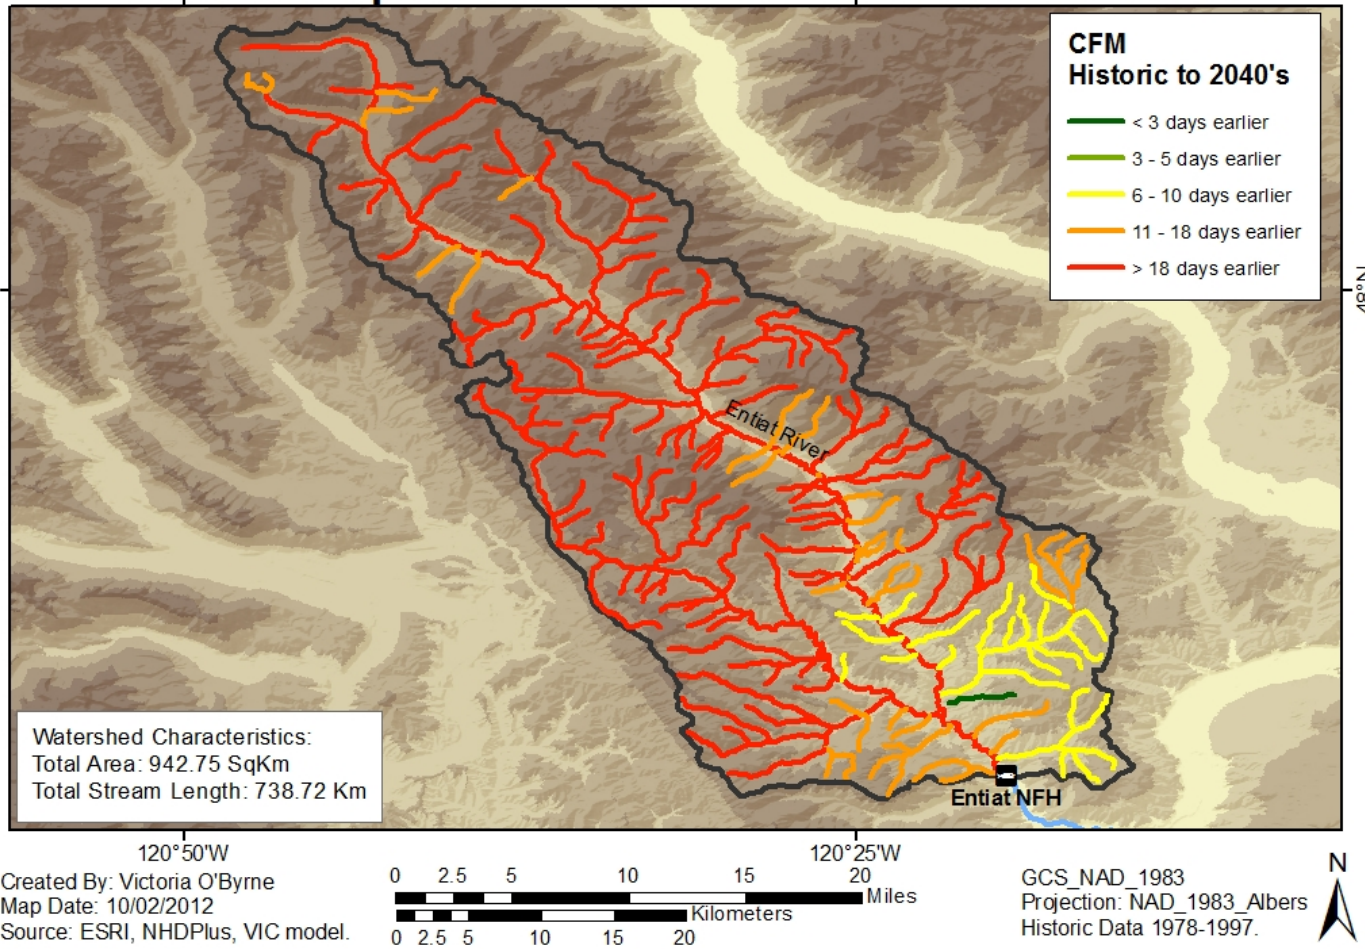 CFM
Historic to 2040's
< 3 days earlier
3 - 5 days earlier
6 - 10 days earlier
11 - 18 days earlier
> 18 days earlier
48°N
Entiat River
Watershed Characteristics:
Total Area: 942.75 SqKm
Total Stream Length: 738.72 Km
Entiat NFH
120°50'W
120°25'W
Created By: Victoria O'Byrne
Map Date: 10/02/2012
Source: ESRI, NHDPlus, VIC model.
0 2.5 5 10 15 20
Miles
Kilometers
0 2.5 5 10 15 20
GCS_NAD_1983
Projection: NAD_1983_Albers
Historic Data 1978-1997.
N